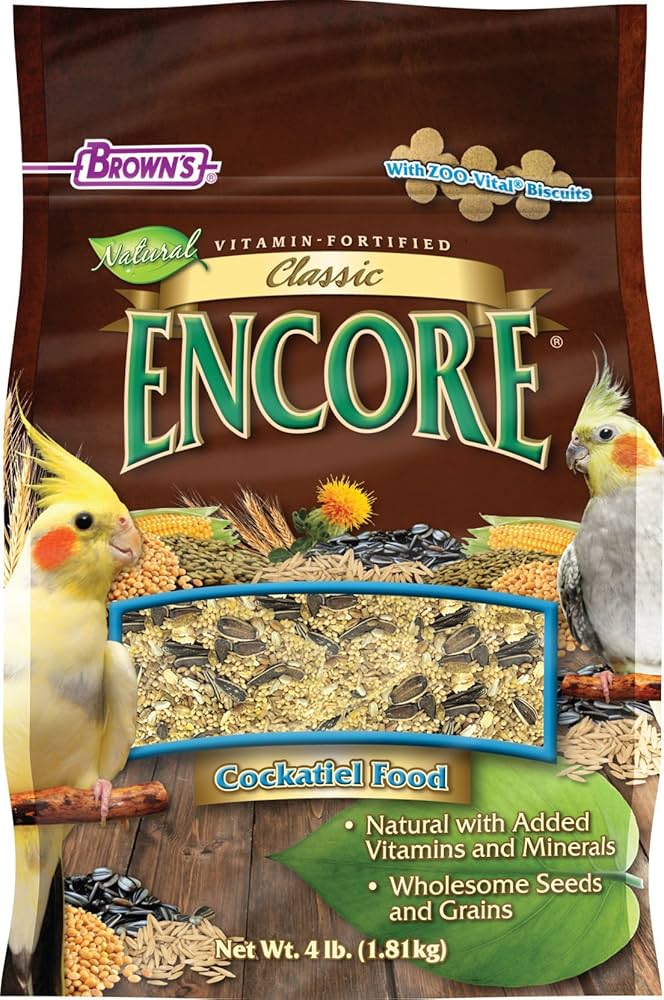 BROWN'S®
With ZOO-Vital® Biscuits
Natural
VITAMIN-FORTIFIED
Classic
ENCORE®
Cockatiel Food
• Natural with Added
Vitamins and Minerals
• Wholesome Seeds
and Grains
Net Wt. 4 lb. (1.81kg)